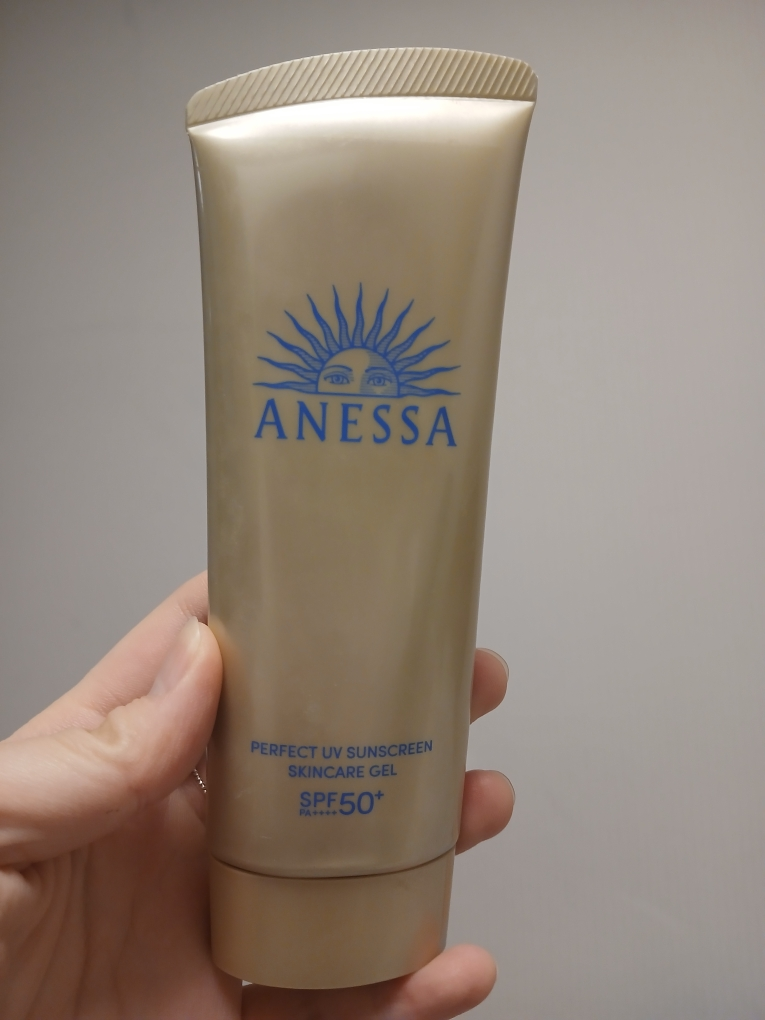 ANESSA
PERFECT UV SUNSCREEN
SKINCARE GEL
SPF50+
PA++++